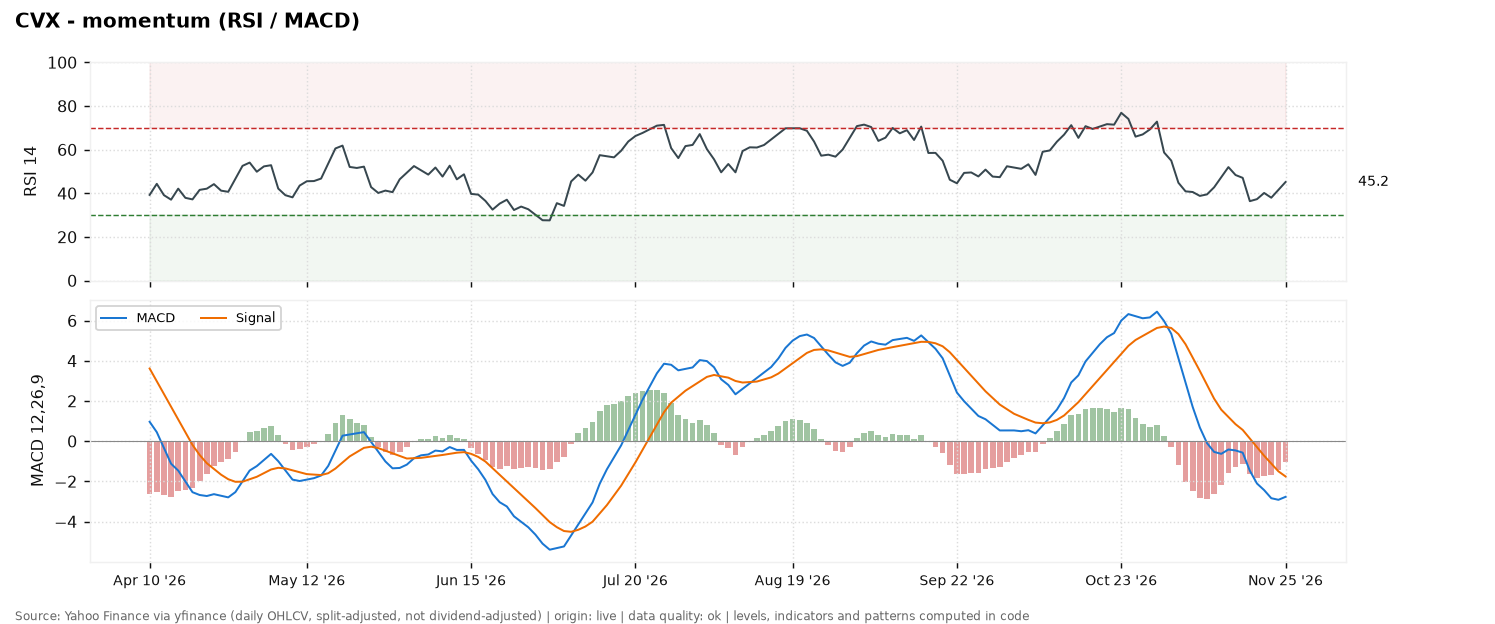 CVX - momentum (RSI / MACD)
100
80
60
40
20
0
RSI 14
45.2
MACD Signal
6
4
2
0
−2
−4
MACD 12,26,9
Apr 10 '26 May 12 '26 Jun 15 '26 Jul 20 '26 Aug 19 '26 Sep 22 '26 Oct 23 '26 Nov 25 '26
Source: Yahoo Finance via yfinance (daily OHLCV, split-adjusted, not dividend-adjusted) | origin: live | data quality: ok | levels, indicators and patterns computed in code